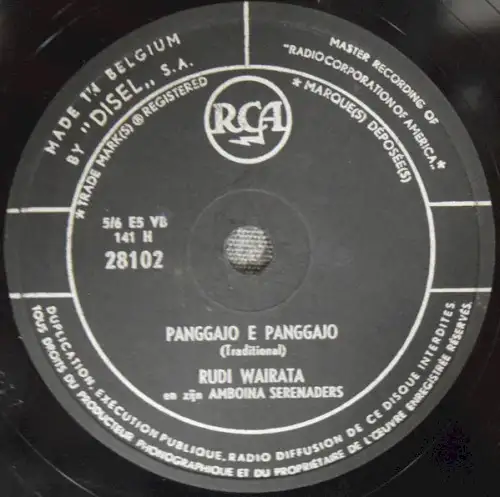 MADE IN BELGIUM
BY "DISEL„ S.A.
* TRADE MARK(S) ® REGISTERED
MASTER RECORDING OF
"RADIO CORPORATION OF AMERICA„
* MARQUE(S) DÉPOSÉE(S) *
RCA
5/6 E5 VB
141 H
28102
PANGGAJO E PANGGAJO
(Traditional)
RUDI WAIRATA
en zijn AMBOINA SERENADERS
DUPLICATION, EXÉCUTION PUBLIQUE, RADIO DIFFUSION DE CE DISQUE INTERDITES
TOUS DROITS DU PRODUCTEUR PHONOGRAPHIQUE ET DU PROPRIÉTAIRE DE L'ŒUVRE ENREGISTRÉE RÉSERVÉS.